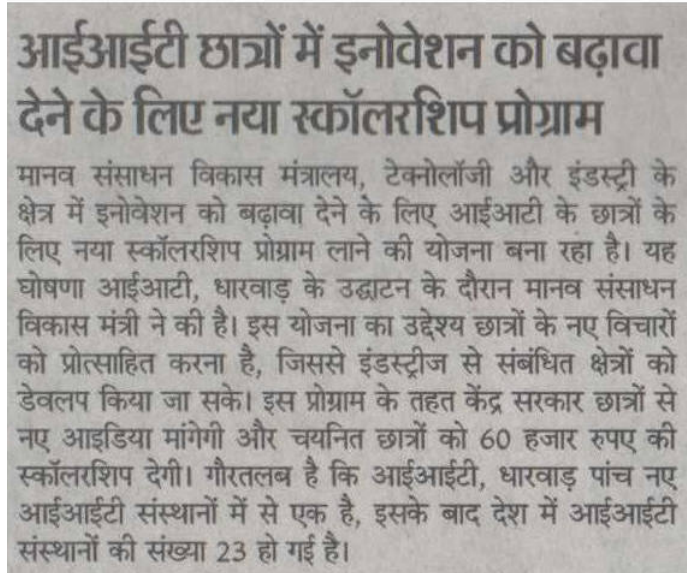 आईआईटी छात्रों में इनोवेशन को बढ़ावा
देने के लिए नया स्कॉलरशिप प्रोग्राम
मानव संसाधन विकास मंत्रालय, टेक्नोलॉजी और इंडस्ट्री के
क्षेत्र में इनोवेशन को बढ़ावा देने के लिए आईआटी के छात्रों के
लिए नया स्कॉलरशिप प्रोग्राम लाने की योजना बना रहा है। यह
घोषणा आईआटी, धारवाड़ के उद्घाटन के दौरान मानव संसाधन
विकास मंत्री ने की है। इस योजना का उद्देश्य छात्रों के नए विचारों
को प्रोत्साहित करना है, जिससे इंडस्ट्रीज से संबंधित क्षेत्रों को
डेवलप किया जा सके। इस प्रोग्राम के तहत केंद्र सरकार छात्रों से
नए आइडिया मांगेगी और चयनित छात्रों को 60 हजार रुपए की
स्कॉलरशिप देगी। गौरतलब है कि आईआईटी, धारवाड़ पांच नए
आईआईटी संस्थानों में से एक है, इसके बाद देश में आईआईटी
संस्थानों की संख्या 23 हो गई है।